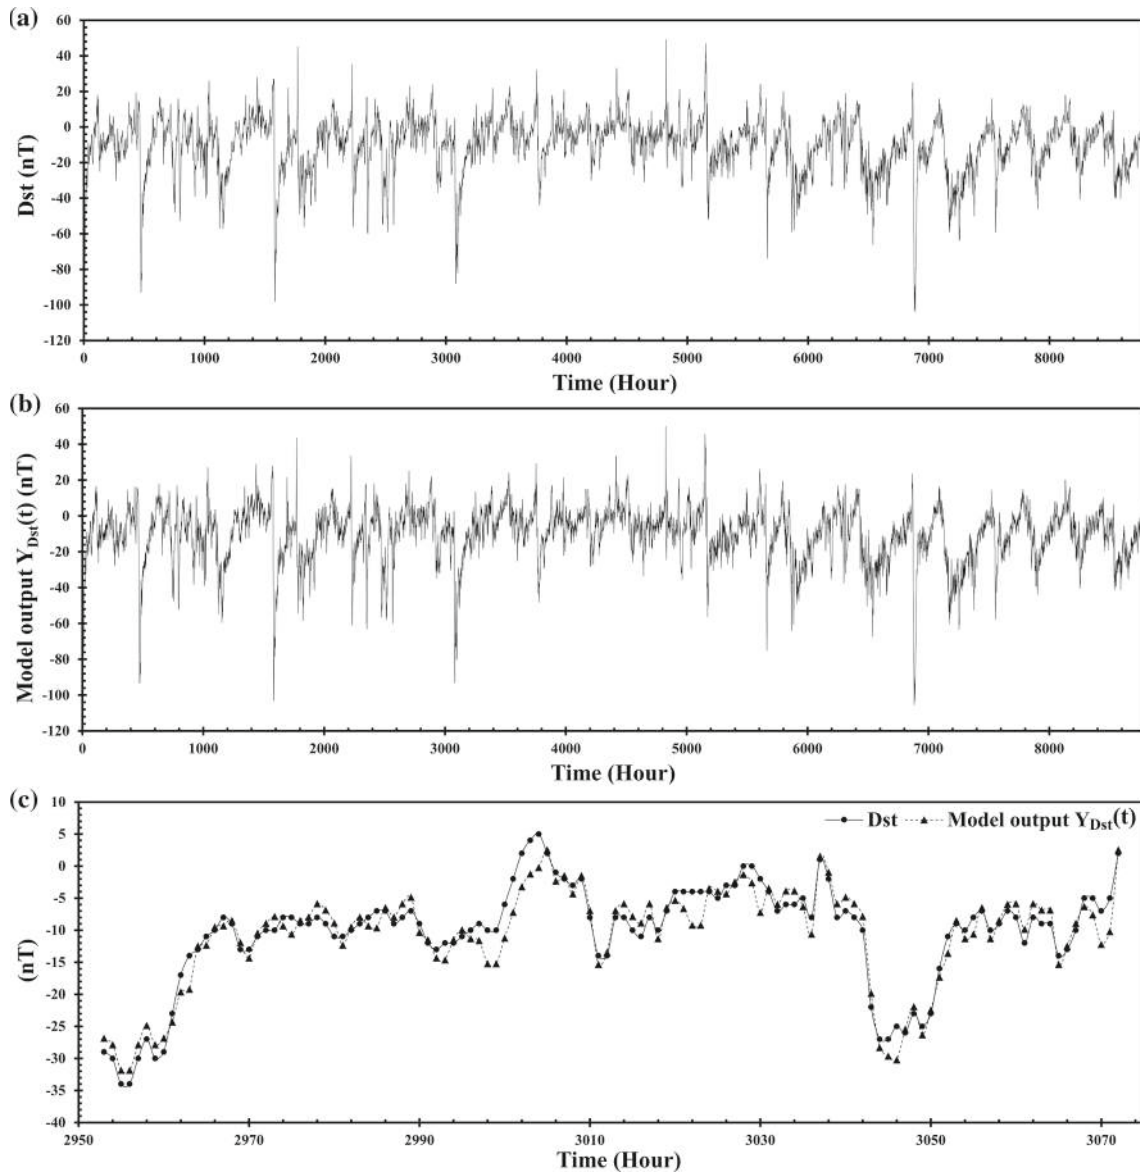 (a)
60
40
20
0
-20
-40
-60
-80
-100
-120
Dst (nT)
0 1000 2000 3000 4000 5000 6000 7000 8000
Time (Hour)
(b)
60
40
20
0
-20
-40
-60
-80
-100
-120
Model output Y_Dst(t) (nT)
0 1000 2000 3000 4000 5000 6000 7000 8000
Time (Hour)
(c)
10
5
0
-5
-10
-15
-20
-25
-30
-35
-40
(nT)
Dst Model output Y_Dst(t)
2950 2970 2990 3010 3030 3050 3070
Time (Hour)